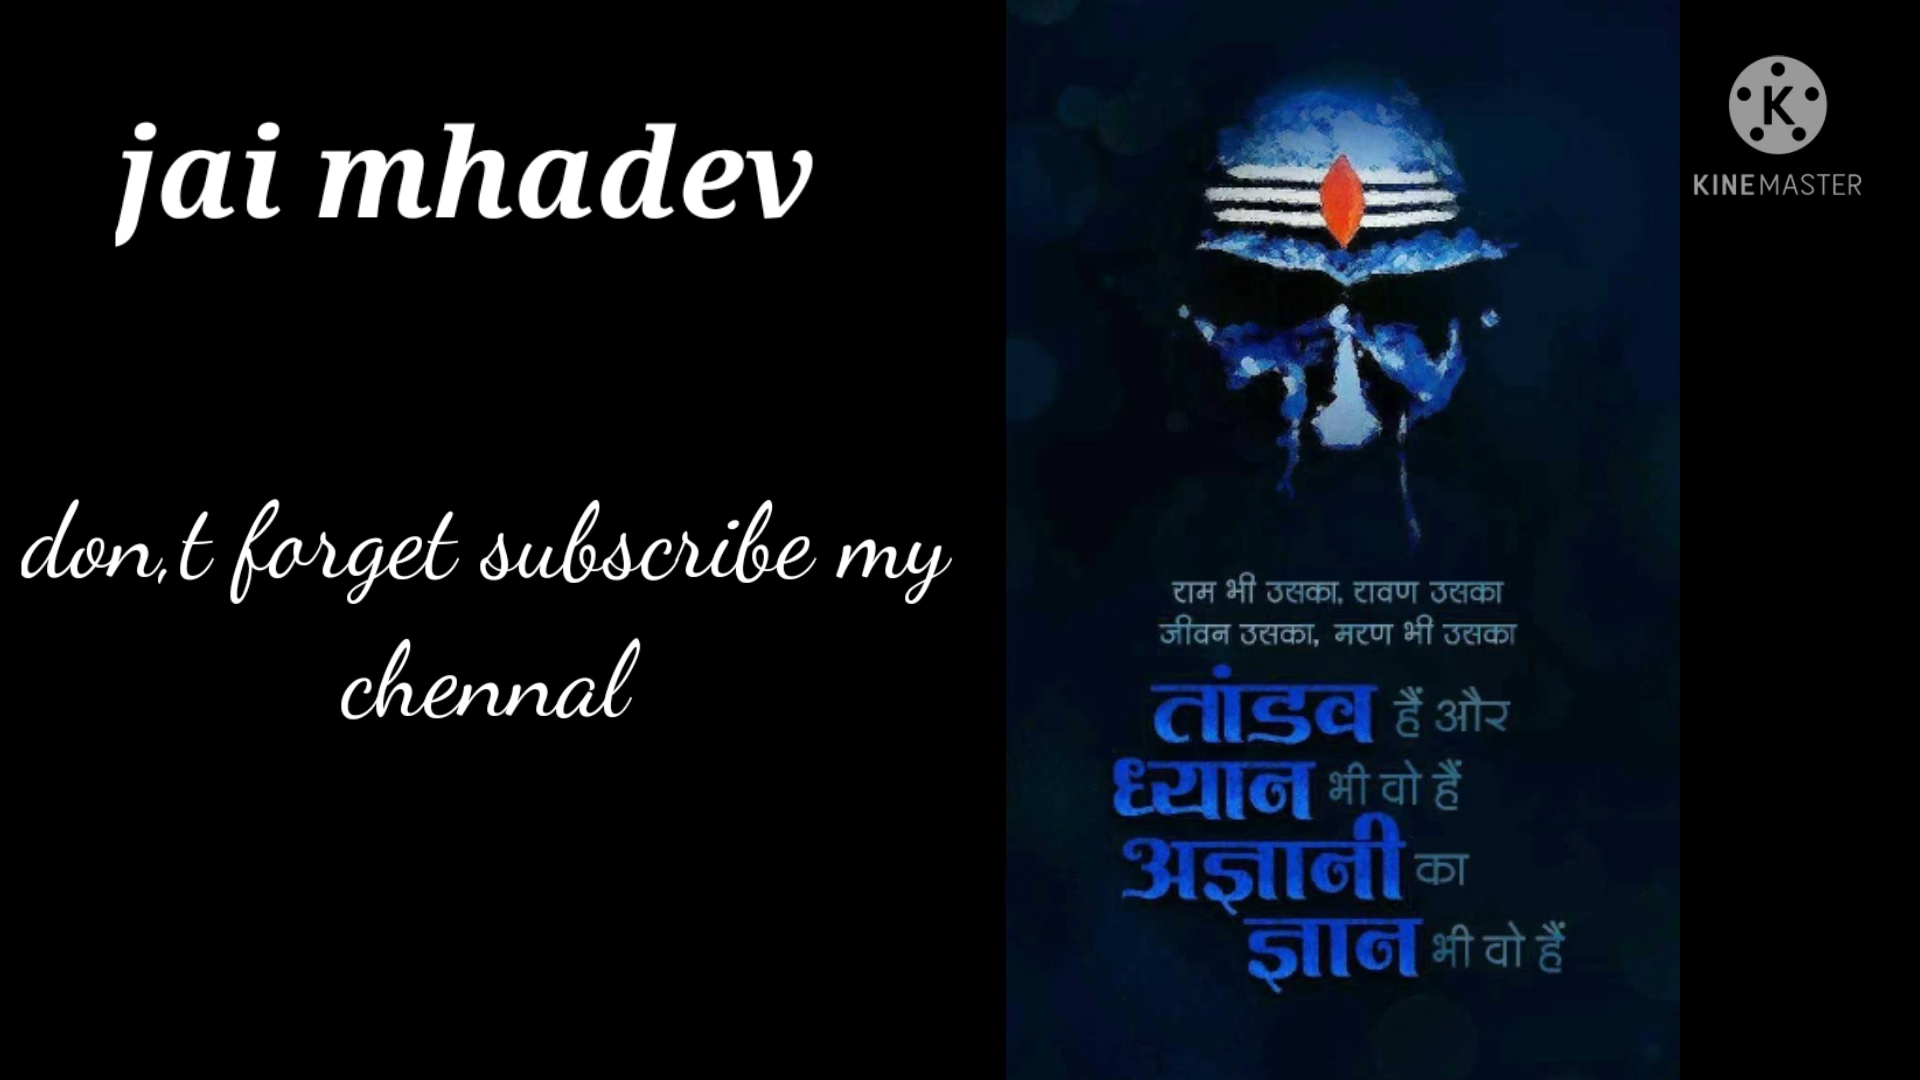 jai mhadev
don,t forget subscribe my
chennal
राम भी उसका, रावण उसका
जीवन उसका, मरण भी उसका
तांडव हैं और
ध्यान भी वो हैं
अज्ञानी का
ज्ञान भी वो हैं
K
KINEMASTER